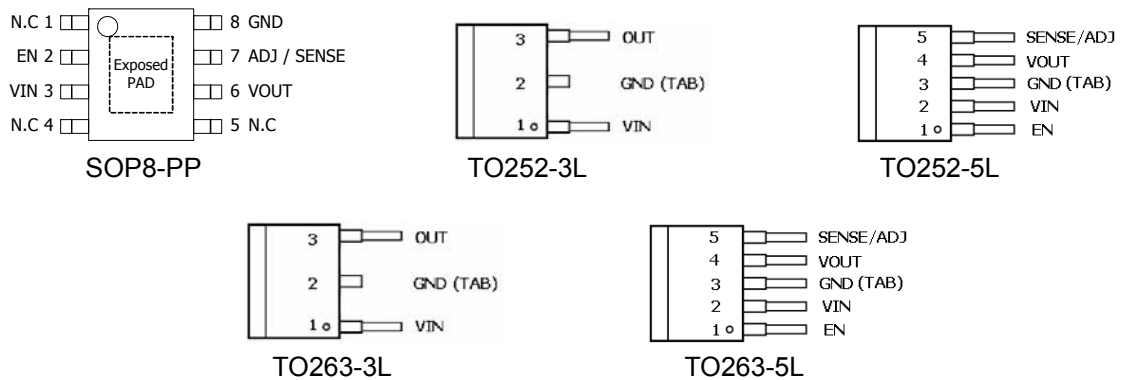 N.C 1
EN 2
VIN 3
N.C 4
Exposed
PAD
8 GND
7 ADJ / SENSE
6 VOUT
5 N.C
SOP8-PP
3 OUT
2 GND (TAB)
1 VIN
TO252-3L
5 SENSE/ADJ
4 VOUT
3 GND (TAB)
2 VIN
1 EN
TO252-5L
3 OUT
2 GND (TAB)
1 VIN
TO263-3L
5 SENSE/ADJ
4 VOUT
3 GND (TAB)
2 VIN
1 EN
TO263-5L